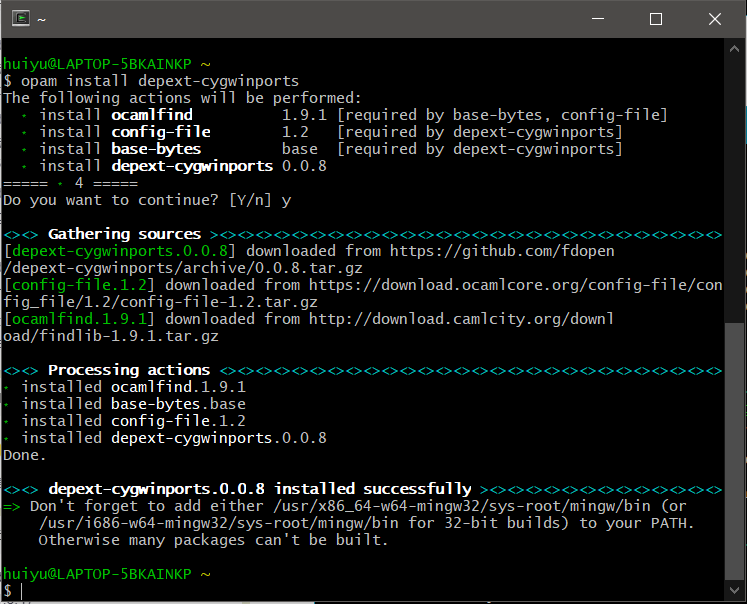 ~
huiyu@LAPTOP-5BKAINKP ~
$ opam install depext-cygwinports
The following actions will be performed:
  · install ocamlfind          1.9.1 [required by base-bytes, config-file]
  · install config-file        1.2   [required by depext-cygwinports]
  · install base-bytes         base  [required by depext-cygwinports]
  · install depext-cygwinports 0.0.8
===== · 4 =====
Do you want to continue? [Y/n] y
<><> Gathering sources ><><><><><><><><><><><><><><><><><><><><><><><><><><><><>
[depext-cygwinports.0.0.8] downloaded from https://github.com/fdopen
/depext-cygwinports/archive/0.0.8.tar.gz
[config-file.1.2] downloaded from https://download.ocamlcore.org/config-file/con
fig_file/1.2/config-file-1.2.tar.gz
[ocamlfind.1.9.1] downloaded from http://download.camlcity.org/downl
oad/findlib-1.9.1.tar.gz
<><> Processing actions <><><><><><><><><><><><><><><><><><><><><><><><><><><><>
· installed ocamlfind.1.9.1
· installed base-bytes.base
· installed config-file.1.2
· installed depext-cygwinports.0.0.8
Done.
<><> depext-cygwinports.0.0.8 installed successfully ><><><><><><><><><><><><><>
=> Don't forget to add either /usr/x86_64-w64-mingw32/sys-root/mingw/bin (or
    /usr/i686-w64-mingw32/sys-root/mingw/bin for 32-bit builds) to your PATH.
    Otherwise many packages can't be built.
huiyu@LAPTOP-5BKAINKP ~
$